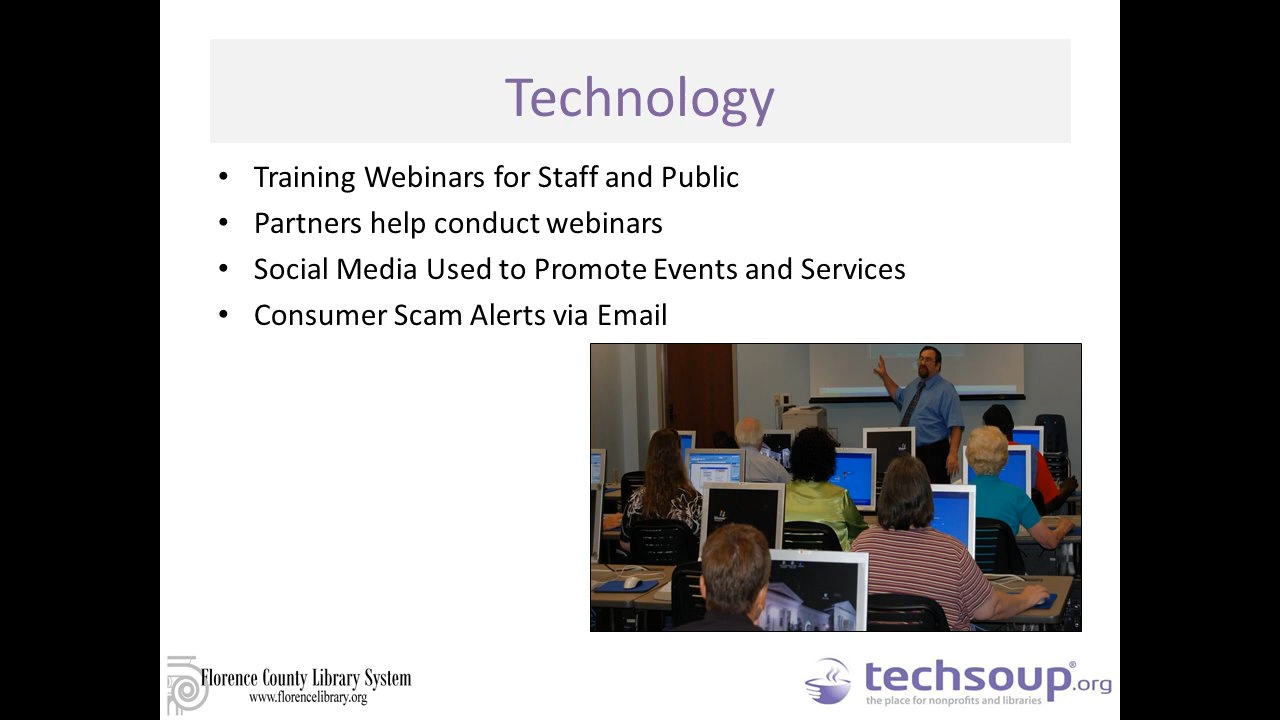 Technology
• Training Webinars for Staff and Public
• Partners help conduct webinars
• Social Media Used to Promote Events and Services
• Consumer Scam Alerts via Email
Florence County Library System
www.florencelibrary.org
techsoup®.org
the place for nonprofits and libraries